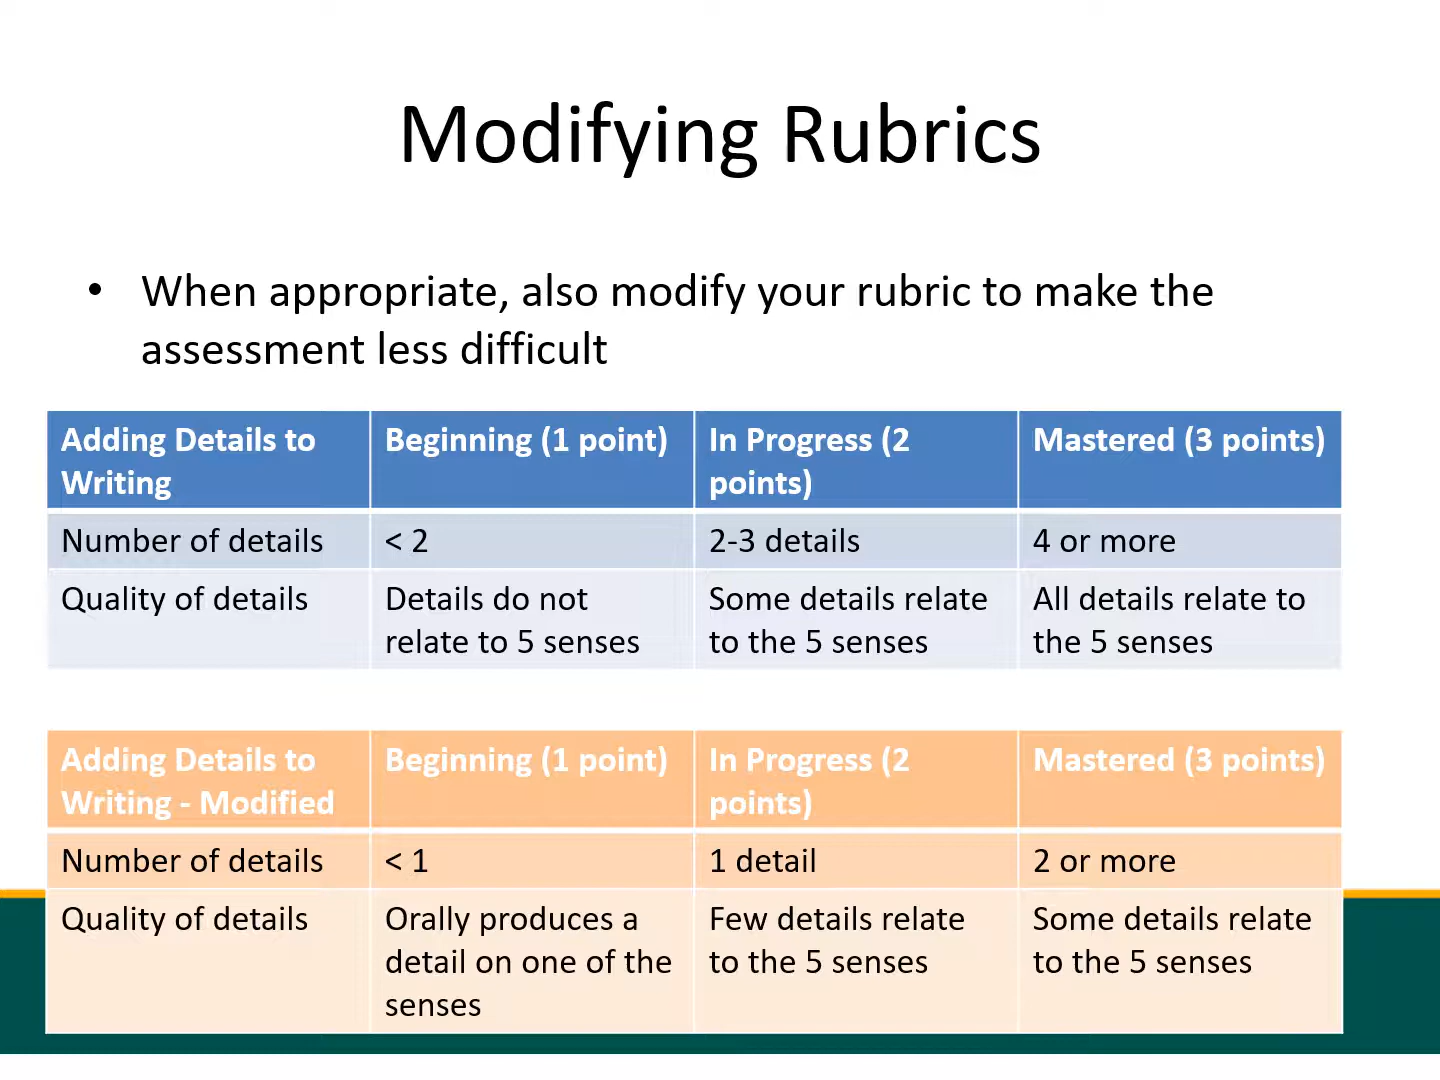 Modifying Rubrics
• When appropriate, also modify your rubric to make the
assessment less difficult
Adding Details to
Writing
Beginning (1 point)
In Progress (2
points)
Mastered (3 points)
Number of details
< 2
2-3 details
4 or more
Quality of details
Details do not
relate to 5 senses
Some details relate
to the 5 senses
All details relate to
the 5 senses
Adding Details to
Writing - Modified
Beginning (1 point)
In Progress (2
points)
Mastered (3 points)
Number of details
< 1
1 detail
2 or more
Quality of details
Orally produces a
detail on one of the
senses
Few details relate
to the 5 senses
Some details relate
to the 5 senses